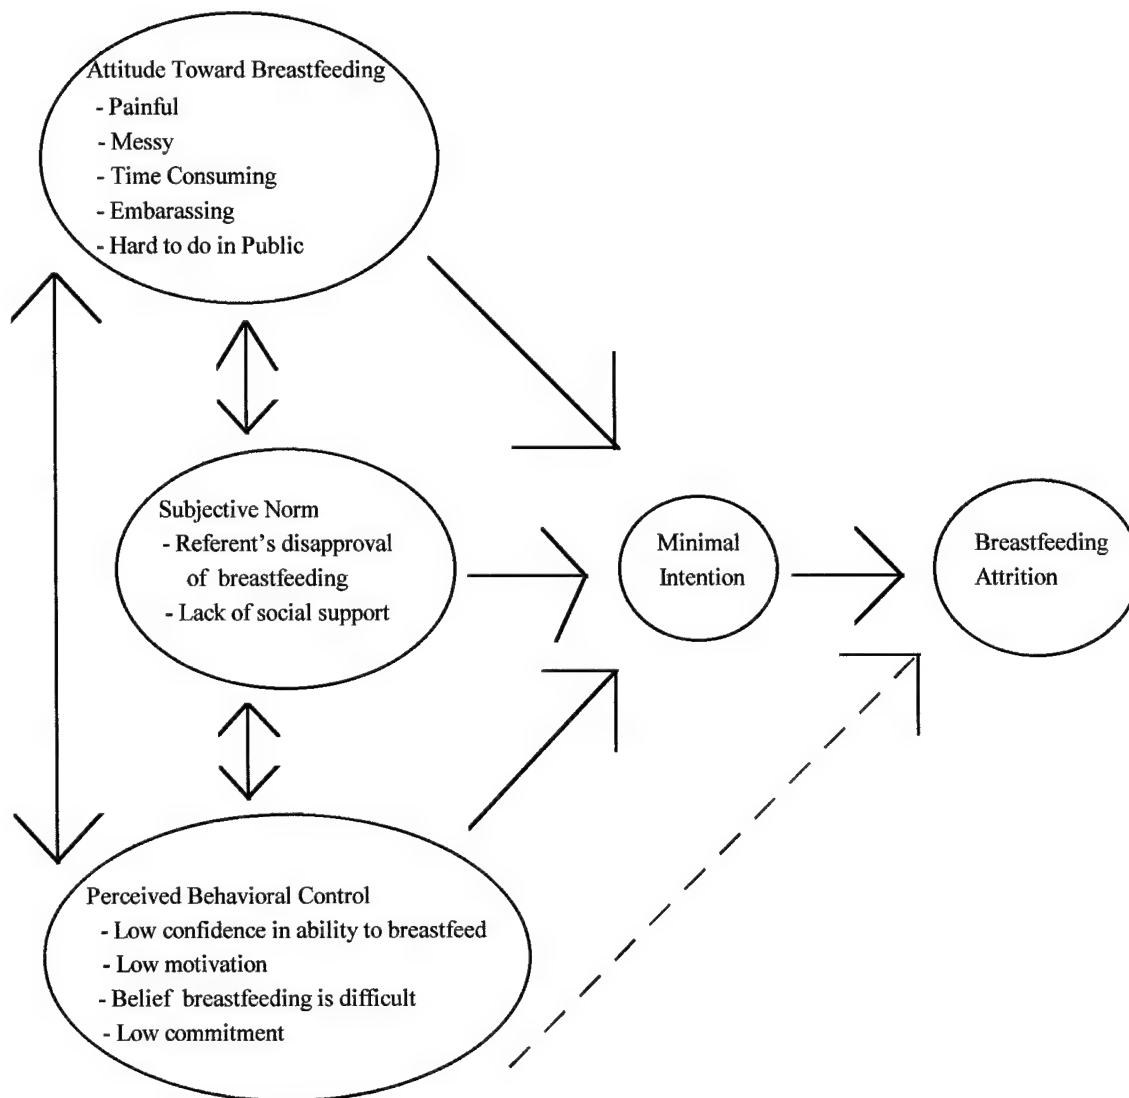 Attitude Toward Breastfeeding
- Painful
- Messy
- Time Consuming
- Embarassing
- Hard to do in Public
Subjective Norm
- Referent's disapproval
of breastfeeding
- Lack of social support
Minimal
Intention
Breastfeeding
Attrition
Perceived Behavioral Control
- Low confidence in ability to breastfeed
- Low motivation
- Belief breastfeeding is difficult
- Low commitment